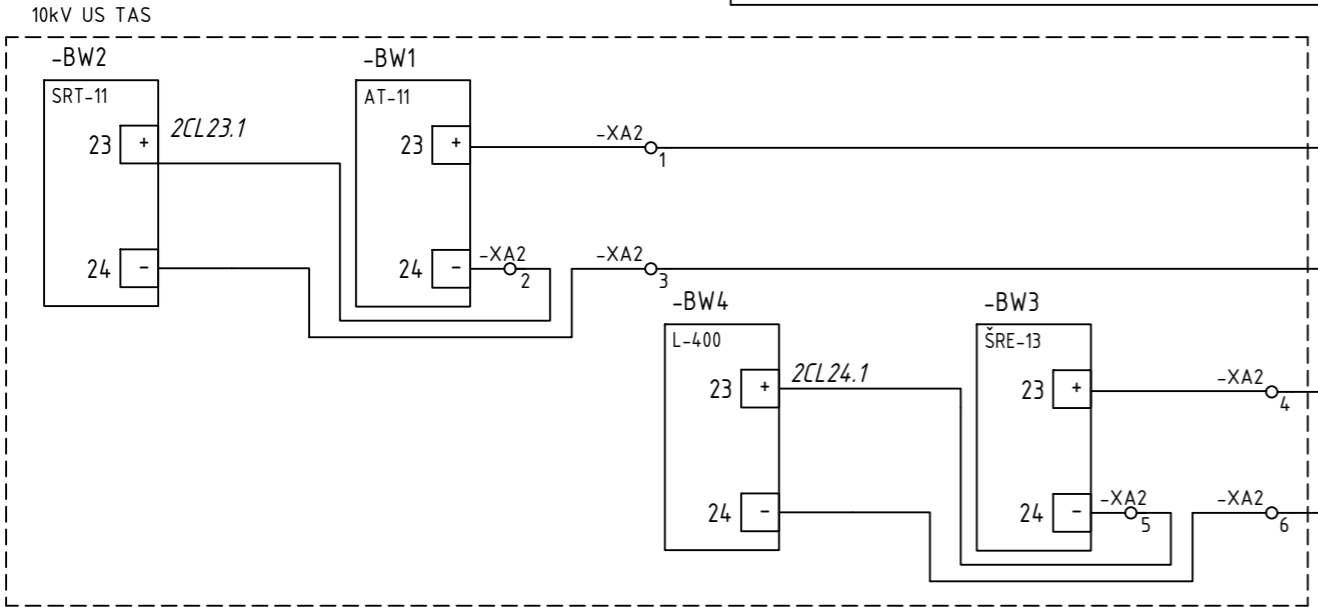 10kV US TAS
-BW2
-BW1
SRT-11
AT-11
23
+
2CL23.1
23
+
-XA2
1
24
-
24
-
-XA2
2
-XA2
3
-BW4
-BW3
L-400
ŠRE-13
23
+
2CL24.1
23
+
-XA2
4
24
-
24
-
-XA2
5
-XA2
6